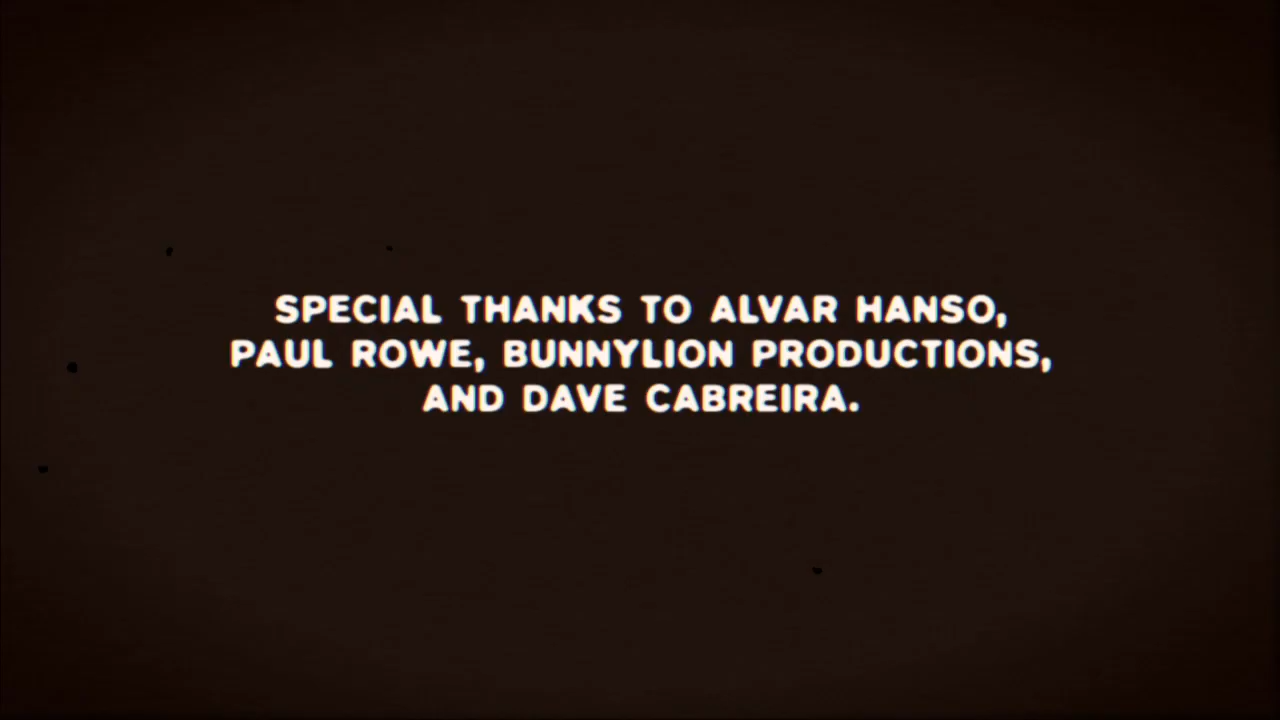 SPECIAL THANKS TO ALVAR HANSO,
PAUL ROWE, BUNNYLION PRODUCTIONS,
AND DAVE CABREIRA.